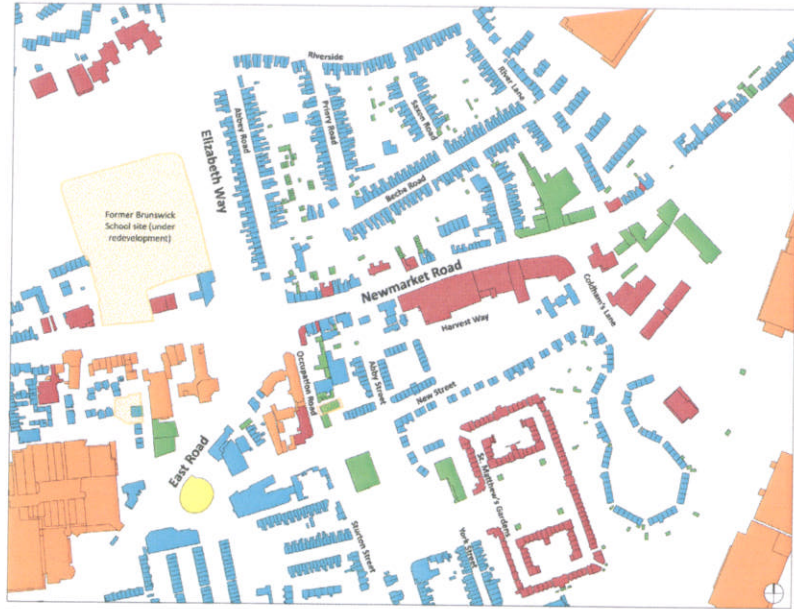 Riverside
River Lane
Abbey Road
Priory Road
Saxon Road
Elizabeth Way
Beche Road
Former Brunswick
School site (under
redevelopment)
Newmarket Road
Coldham's Lane
Harvest Way
Occupation Road
Abby Street
New Street
East Road
St. Matthew's Gardens
Sturton Street
York Street